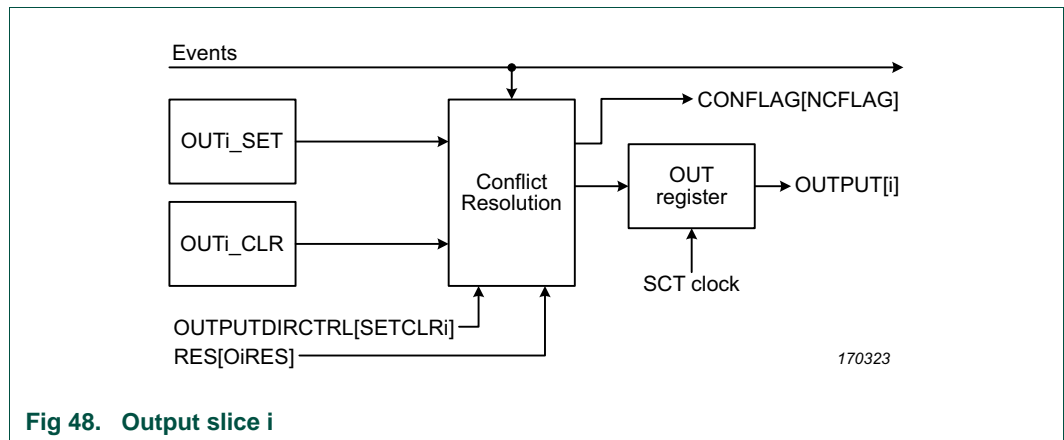 Events
OUTi_SET
OUTi_CLR
Conflict
Resolution
CONFLAG[NCFLAG]
OUT
register
OUTPUT[i]
SCT clock
OUTPUTDIRCTRL[SETCLRi]
RES[OiRES]
170323
Fig 48. Output slice i